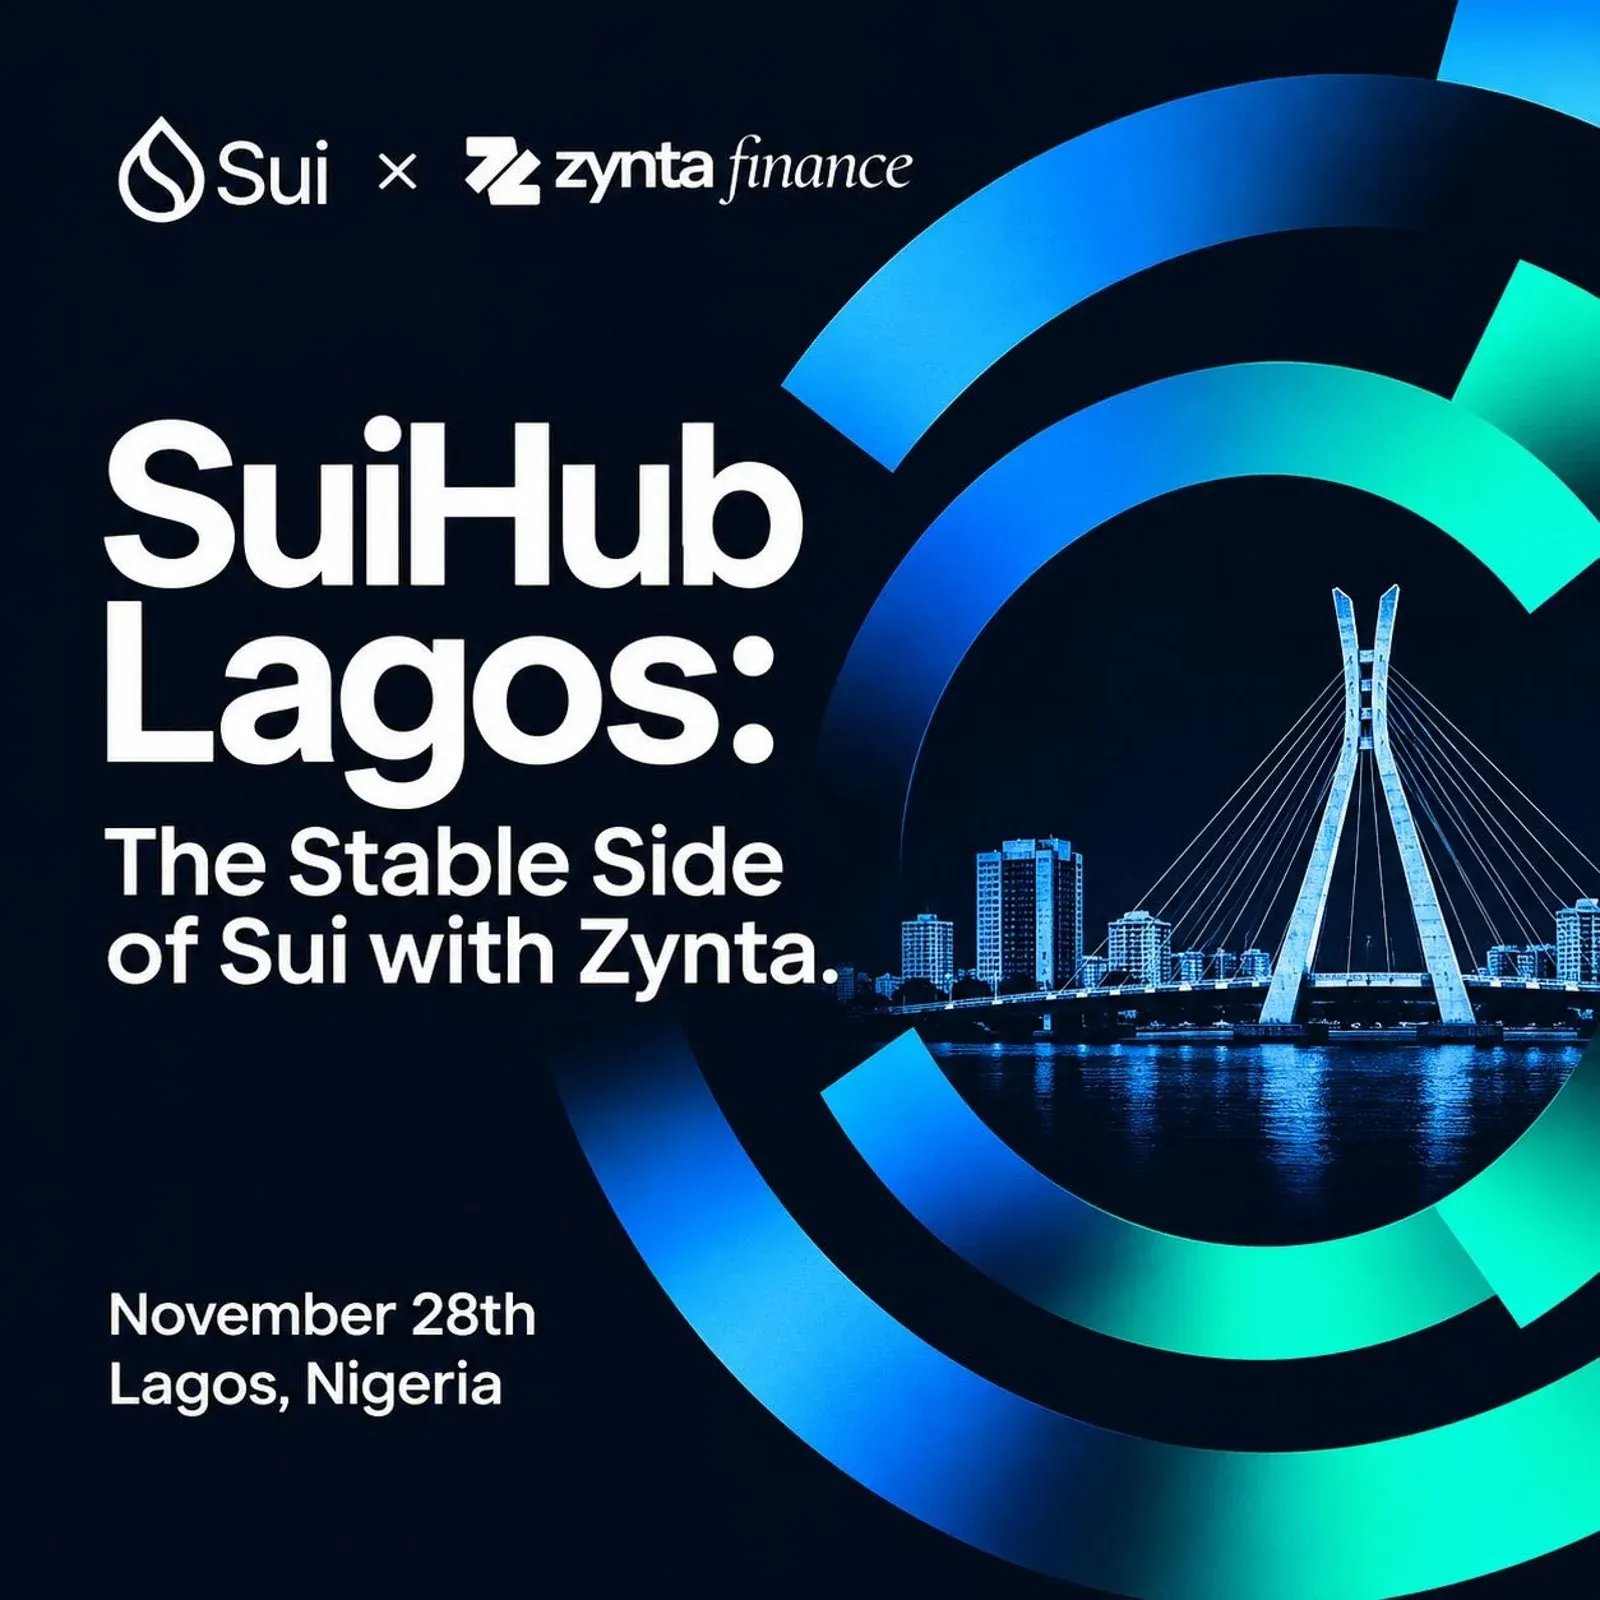 Sui × zynta finance
SuiHub
Lagos:
The Stable Side
of Sui with Zynta.
November 28th
Lagos, Nigeria